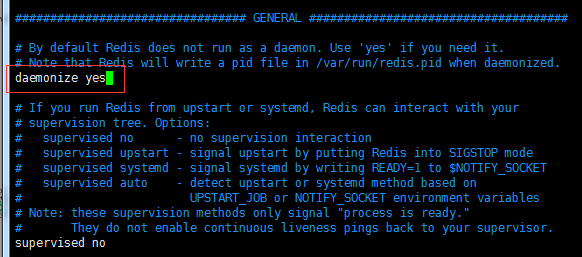 ################################ GENERAL #####################################
# By default Redis does not run as a daemon. Use 'yes' if you need it.
# Note that Redis will write a pid file in /var/run/redis.pid when daemonized.
daemonize yes
# If you run Redis from upstart or systemd, Redis can interact with your
# supervision tree. Options:
#   supervised no      - no supervision interaction
#   supervised upstart - signal upstart by putting Redis into SIGSTOP mode
#   supervised systemd - signal systemd by writing READY=1 to $NOTIFY_SOCKET
#   supervised auto    - detect upstart or systemd method based on
#                        UPSTART_JOB or NOTIFY_SOCKET environment variables
# Note: these supervision methods only signal "process is ready."
#       They do not enable continuous liveness pings back to your supervisor.
supervised no